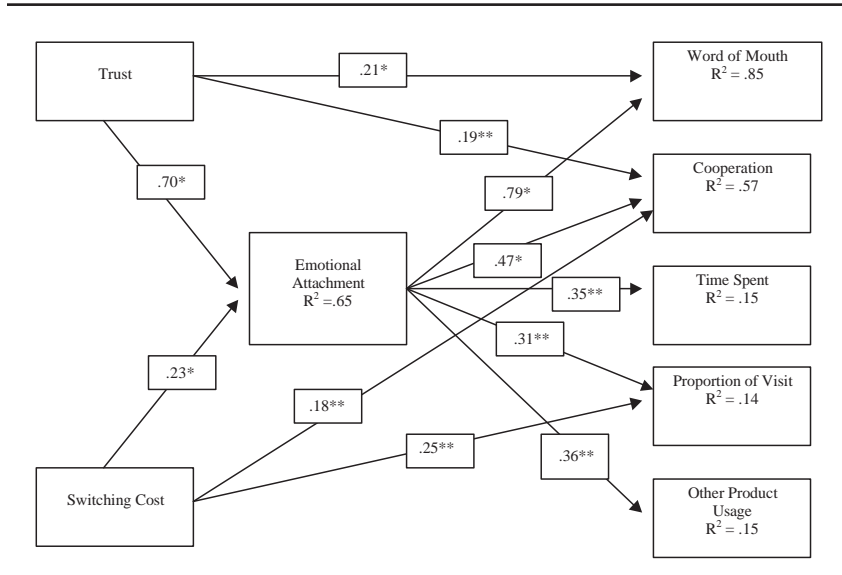 Trust
.21*
Word of Mouth
R² = .85
.19**
Cooperation
R² = .57
.70*
.79*
Emotional
Attachment
R² =.65
.47*
Time Spent
R² = .15
.35**
.31**
.23*
Proportion of Visit
R² = .14
.18**
.25**
.36**
Switching Cost
Other Product
Usage
R² = .15